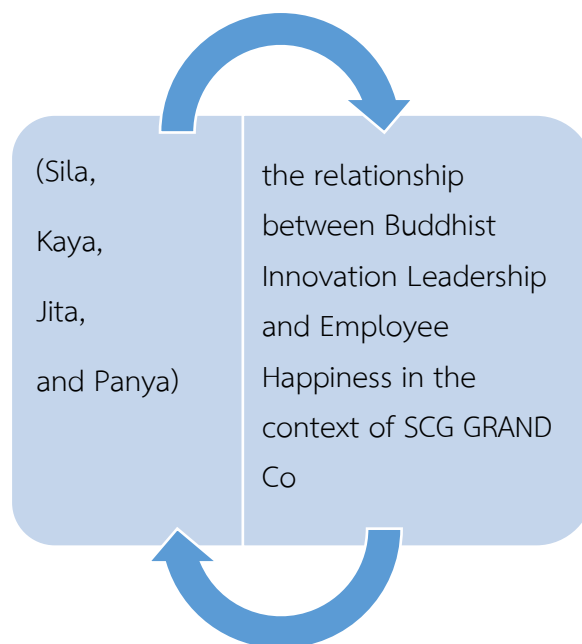 (Sila,
Kaya,
Jita,
and Panya)
the relationship
between Buddhist
Innovation Leadership
and Employee
Happiness in the
context of SCG GRAND
Co